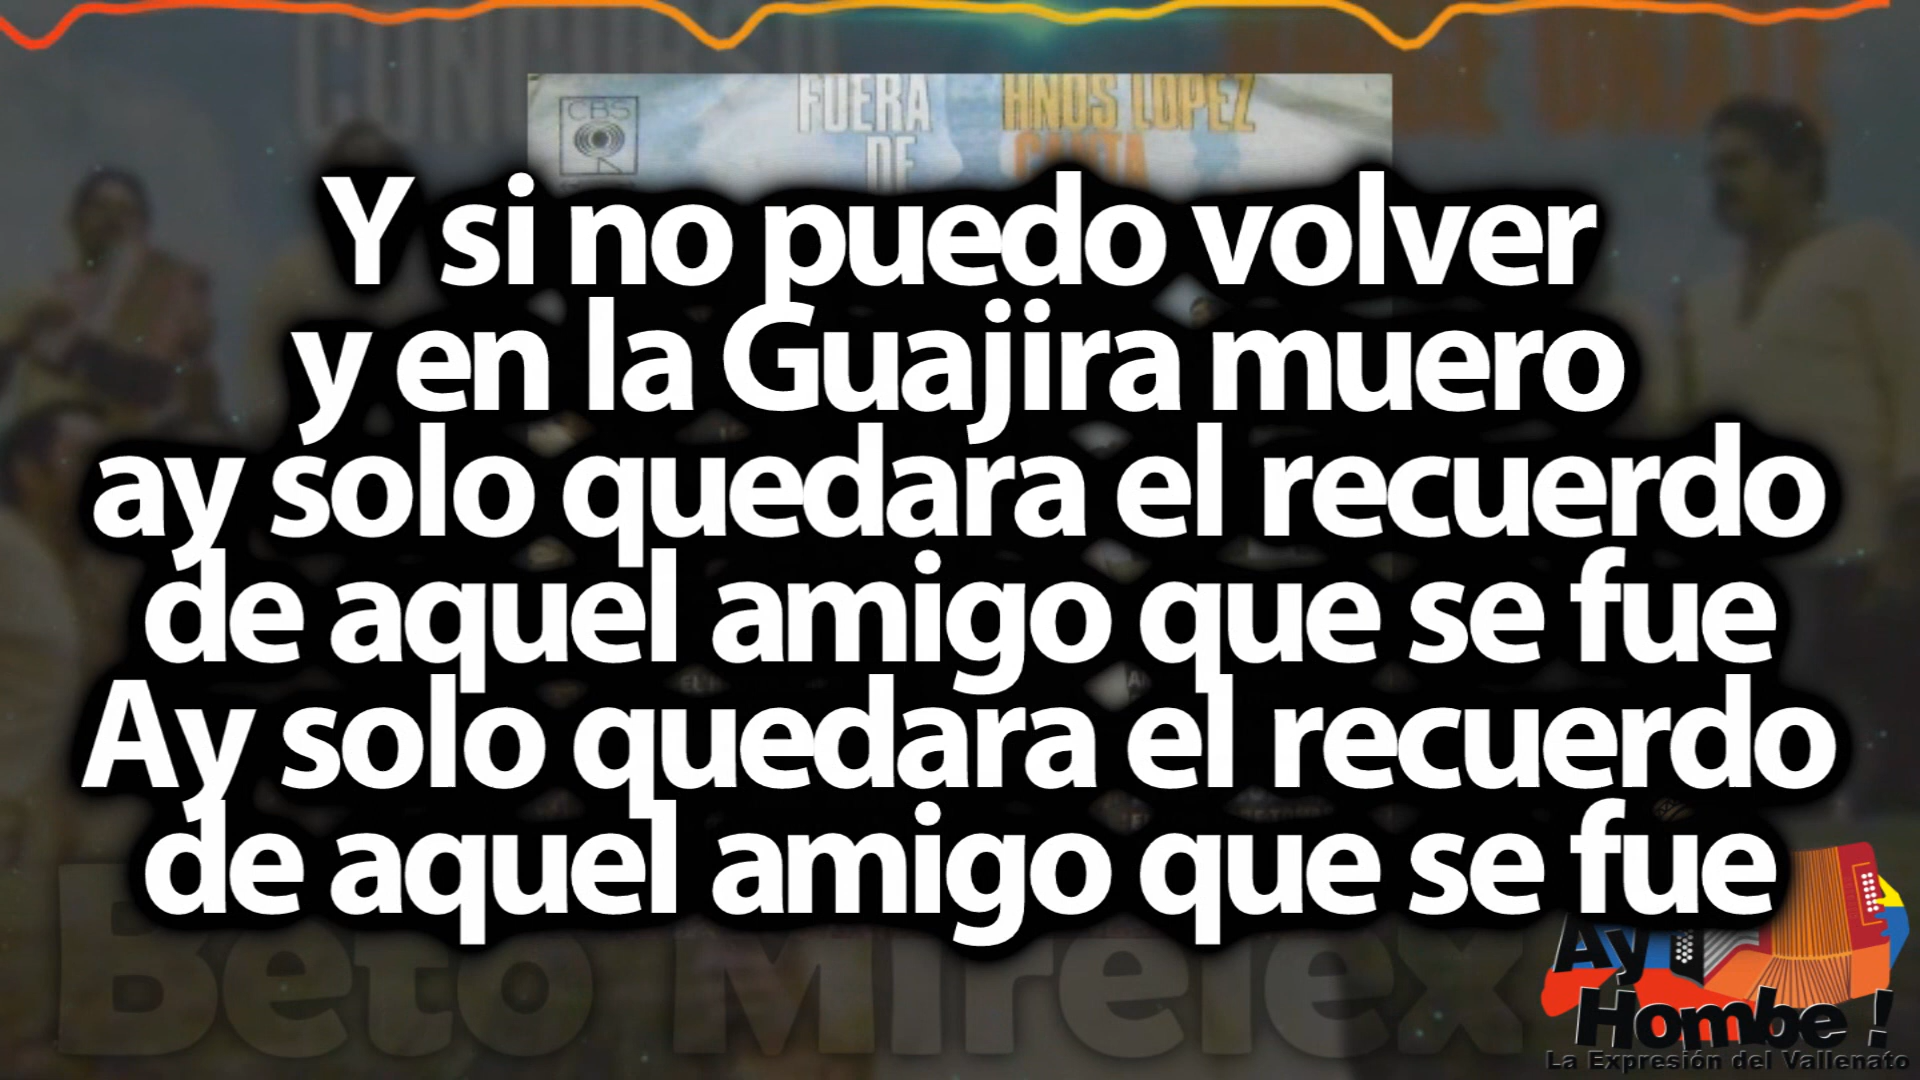 CONCURSO
CBS
FUERA
DE
HNOS LOPEZ
CANTA
Y si no puedo volver
y en la Guajira muero
ay solo quedara el recuerdo
de aquel amigo que se fue
Ay solo quedara el recuerdo
de aquel amigo que se fue
Beto Mirelex
Ay
Hombe !
La Expresión del Vallenato